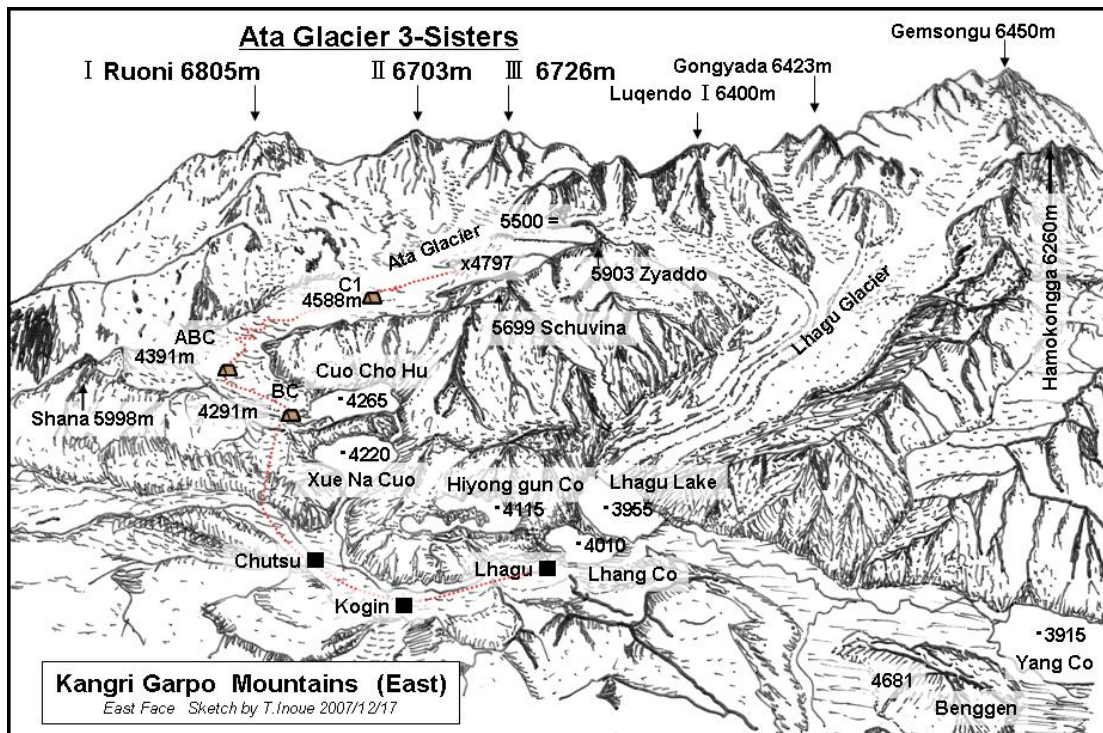 Ata Glacier 3-Sisters
Gemsongu 6450m
Ⅰ Ruoni 6805m
Ⅱ 6703m
Ⅲ 6726m
Gongyada 6423m
Luqendo Ⅰ 6400m
Hamokongga 6260m
5500 =
Ata Glacier
x4797
5903 Zyaddo
C1
4588m
5699 Schuvina
Lhagu Glacier
ABC
4391m
Cuo Cho Hu
BC
4265
Shana 5998m
4291m
4220
Xue Na Cuo
Hiyong gun Co
4115
Lhagu Lake
3955
4010
Chutsu
Lhagu
Lhang Co
Kogin
3915
Yang Co
4681
Benggen
Kangri Garpo Mountains (East)
East Face Sketch by T.Inoue 2007/12/17